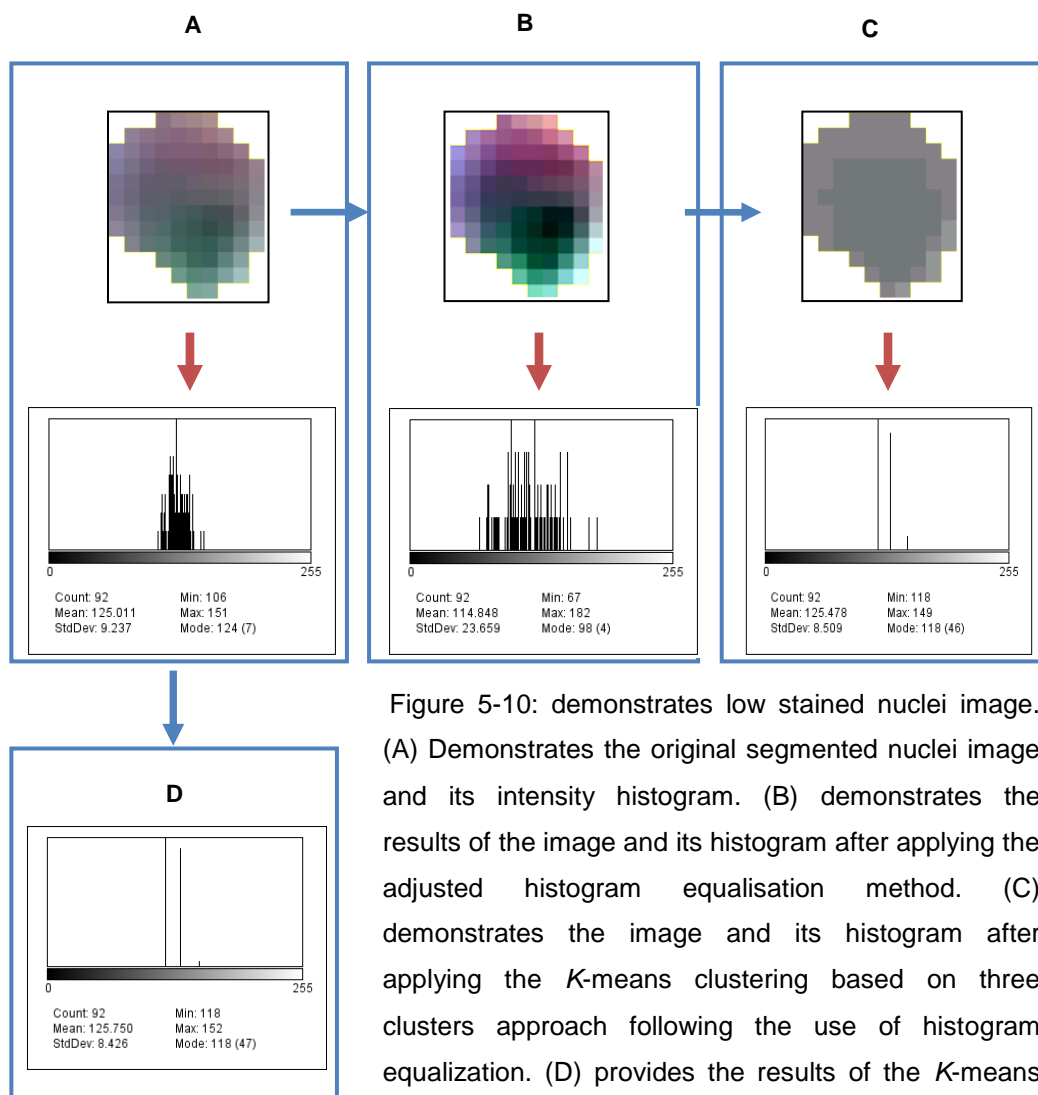 A
B
C
0
255
Count: 92
Min: 106
Mean: 125.011
Max: 151
StdDev: 9.237
Mode: 124 (7)
0
255
Count: 92
Min: 67
Mean: 114.848
Max: 182
StdDev: 23.659
Mode: 98 (4)
0
255
Count: 92
Min: 118
Mean: 125.478
Max: 149
StdDev: 8.509
Mode: 118 (46)
D
0
255
Count: 92
Min: 118
Mean: 125.750
Max: 152
StdDev: 8.426
Mode: 118 (47)
Figure 5-10: demonstrates low stained nuclei image.
(A) Demonstrates the original segmented nuclei image
and its intensity histogram. (B) demonstrates the
results of the image and its histogram after applying the
adjusted histogram equalisation method. (C)
demonstrates the image and its histogram after
applying the K-means clustering based on three
clusters approach following the use of histogram
equalization. (D) provides the results of the K-means